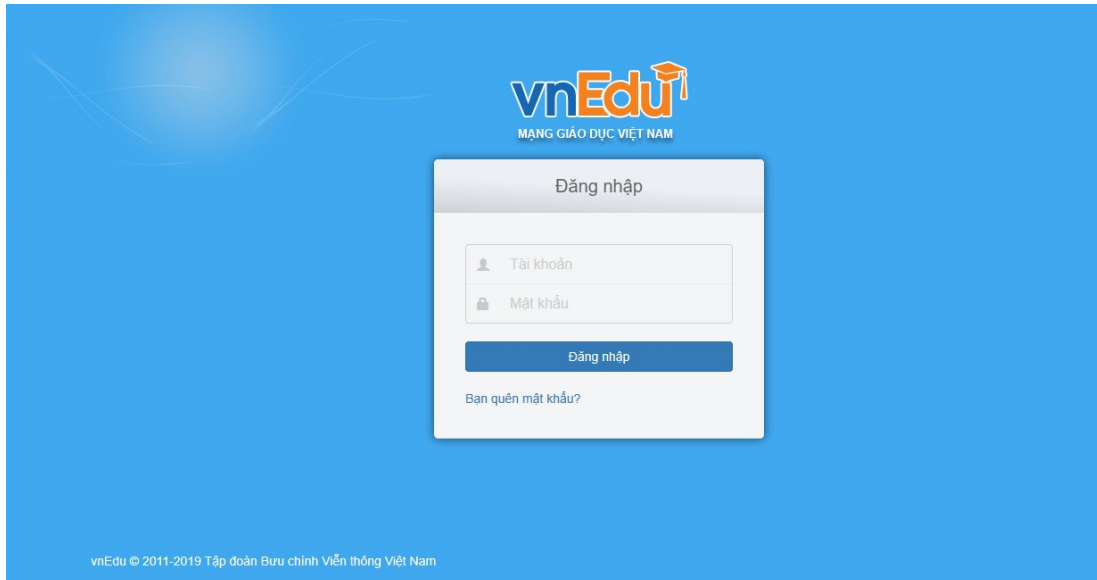 vnEdu
MẠNG GIÁO DỤC VIỆT NAM
Đăng nhập
Tài khoản
Mật khẩu
Đăng nhập
Bạn quên mật khẩu?
vnEdu © 2011-2019 Tập đoàn Bưu chính Viễn thông Việt Nam